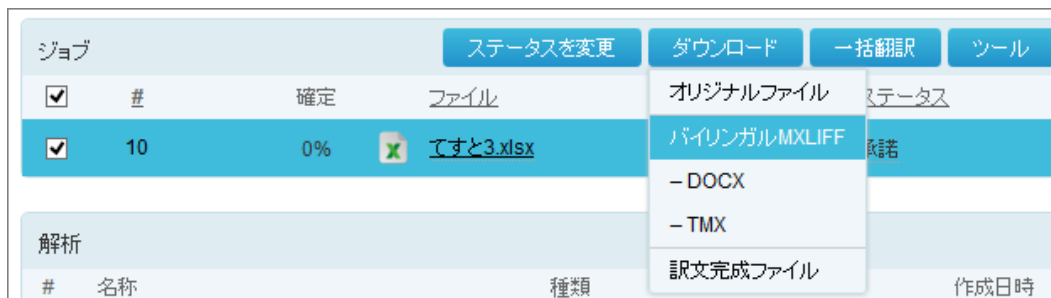 ジョブ ステータスを変更 ダウンロード 一括翻訳 ツール
# 確定 ファイル オリジナルファイル ステータス
10 0% てすと3.xlsx バイリンガルMXLIFF 承諾
– DOCX
– TMX
解析
訳文完成ファイル
# 名称 種類 作成日時